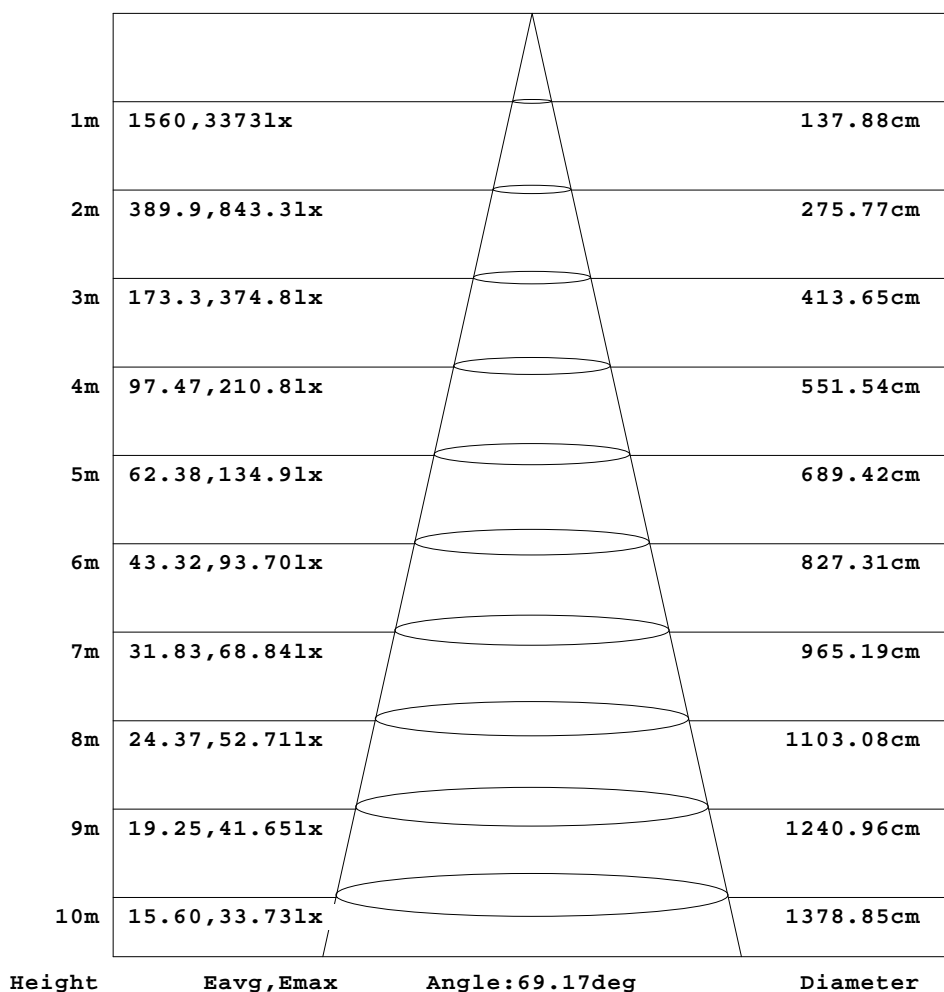 1m 1560,3373lx 137.88cm
2m 389.9,843.3lx 275.77cm
3m 173.3,374.8lx 413.65cm
4m 97.47,210.8lx 551.54cm
5m 62.38,134.9lx 689.42cm
6m 43.32,93.70lx 827.31cm
7m 31.83,68.84lx 965.19cm
8m 24.37,52.71lx 1103.08cm
9m 19.25,41.65lx 1240.96cm
10m 15.60,33.73lx 1378.85cm
Height Eavg,Emax Angle:69.17deg Diameter